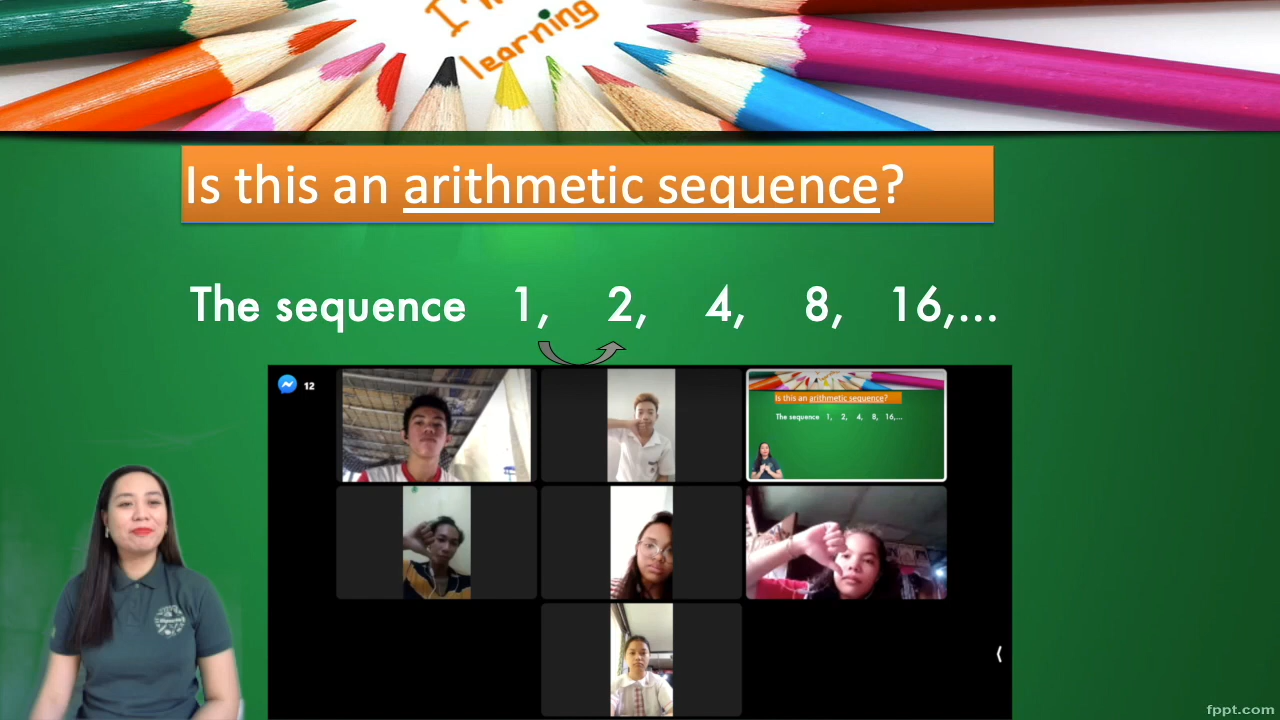 I'm
learning
Is this an arithmetic sequence?
The sequence 1, 2, 4, 8, 16,...
12
Is this an arithmetic sequence?
The sequence 1, 2, 4, 8, 16,...
fppt.com